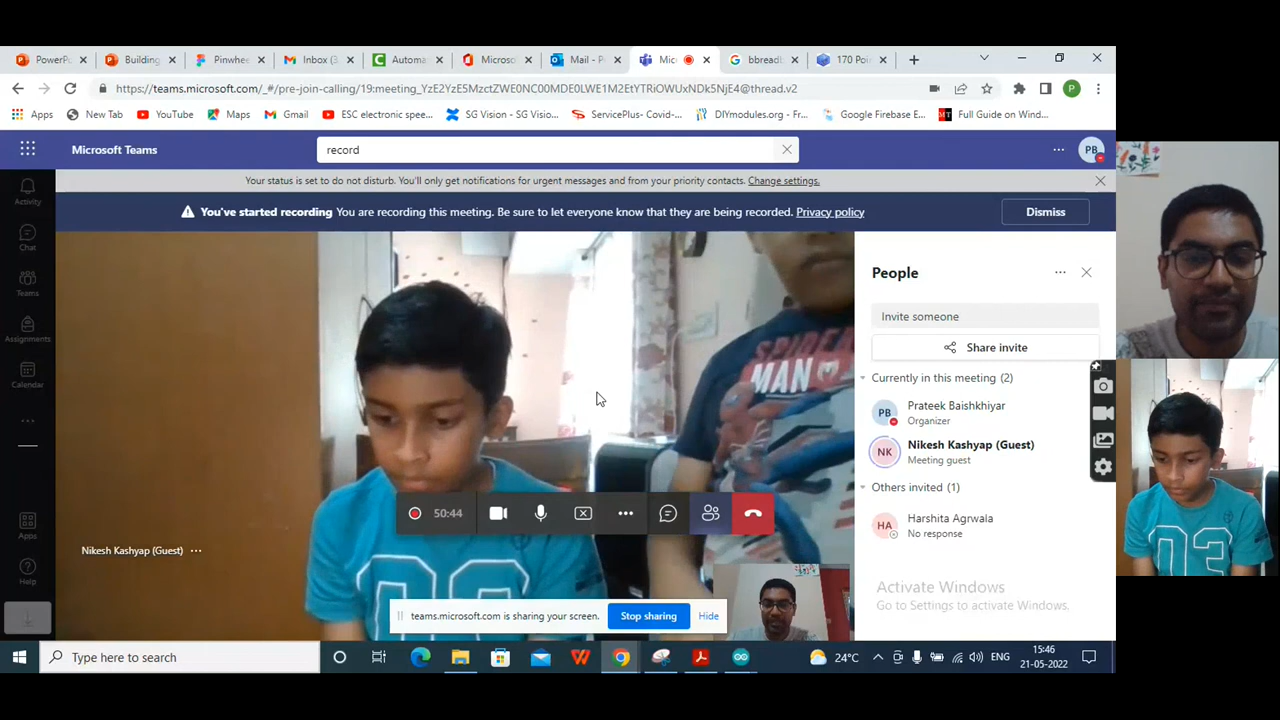 PowerPo
Building
Pinwhee
Inbox (3
Automa
Microso
Mail - P
Mic
bbreadl
170 Poi
https://teams.microsoft.com/_#/pre-join-calling/19:meeting_YzE2YzE5MzctZWE0NC00MDE0LWE1M2EtYTRiOWUxNDk5NjE4@thread.v2
P
Apps
New Tab
YouTube
Maps
Gmail
ESC electronic spee...
SG Vision - SG Visio...
ServicePlus- Covid-...
DIYmodules.org - Fr...
Google Firebase E...
Full Guide on Wind...
Microsoft Teams
record
PB
Your status is set to do not disturb. You'll only get notifications for urgent messages and from your priority contacts. Change settings.
You've started recording You are recording this meeting. Be sure to let everyone know that they are being recorded. Privacy policy
Dismiss
Activity
Chat
Teams
Assignments
Calendar
Apps
Help
SPIDER
MAN
Nikesh Kashyap (Guest)
50:44
teams.microsoft.com is sharing your screen.
Stop sharing
Hide
People
Invite someone
Share invite
Currently in this meeting (2)
PB
Prateek Baishkhiyar
Organizer
NK
Nikesh Kashyap (Guest)
Meeting guest
Others invited (1)
HA
Harshita Agrwala
No response
Activate Windows
Go to Settings to activate Windows.
03
Type here to search
24°C
ENG
15:46
21-05-2022